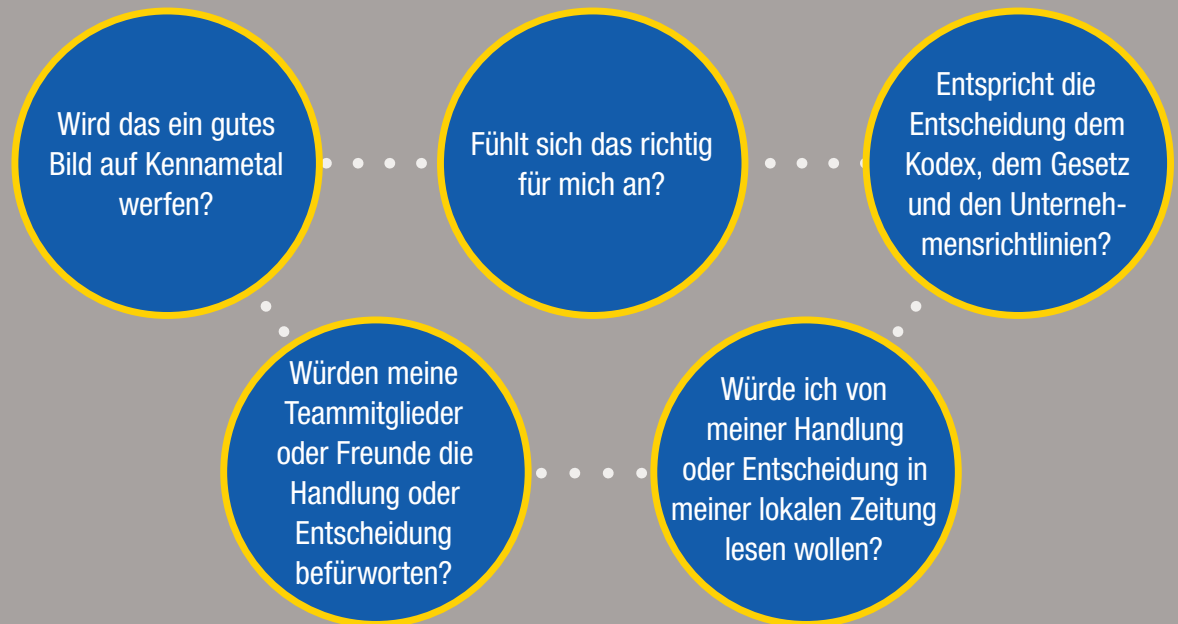 Wird das ein gutes
Bild auf Kennametal
werfen?
Fühlt sich das richtig
für mich an?
Entspricht die
Entscheidung dem
Kodex, dem Gesetz
und den Unterneh-
mensrichtlinien?
Würden meine
Teammitglieder
oder Freunde die
Handlung oder
Entscheidung
befürworten?
Würde ich von
meiner Handlung
oder Entscheidung in
meiner lokalen Zeitung
lesen wollen?